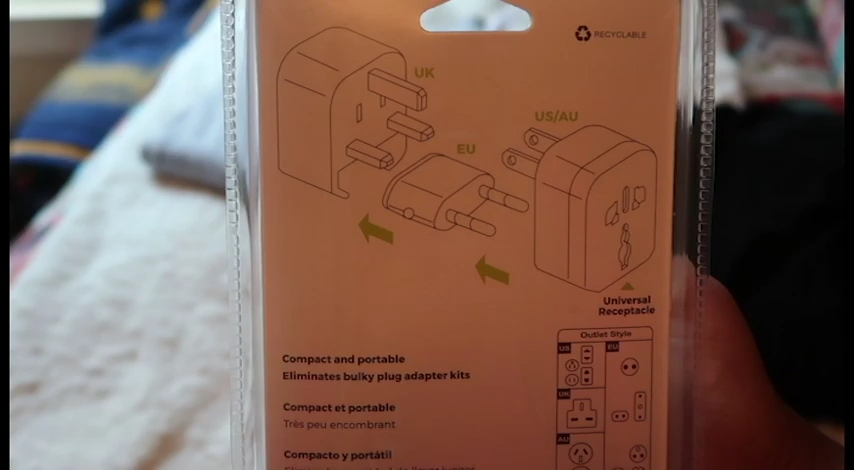 RECYCLABLE
UK
US/AU
EU
Universal
Receptacle
Outlet Style
US
EU
UK
AU
Compact and portable
Eliminates bulky plug adapter kits
Compact et portable
Très peu encombrant
Compacto y portátil